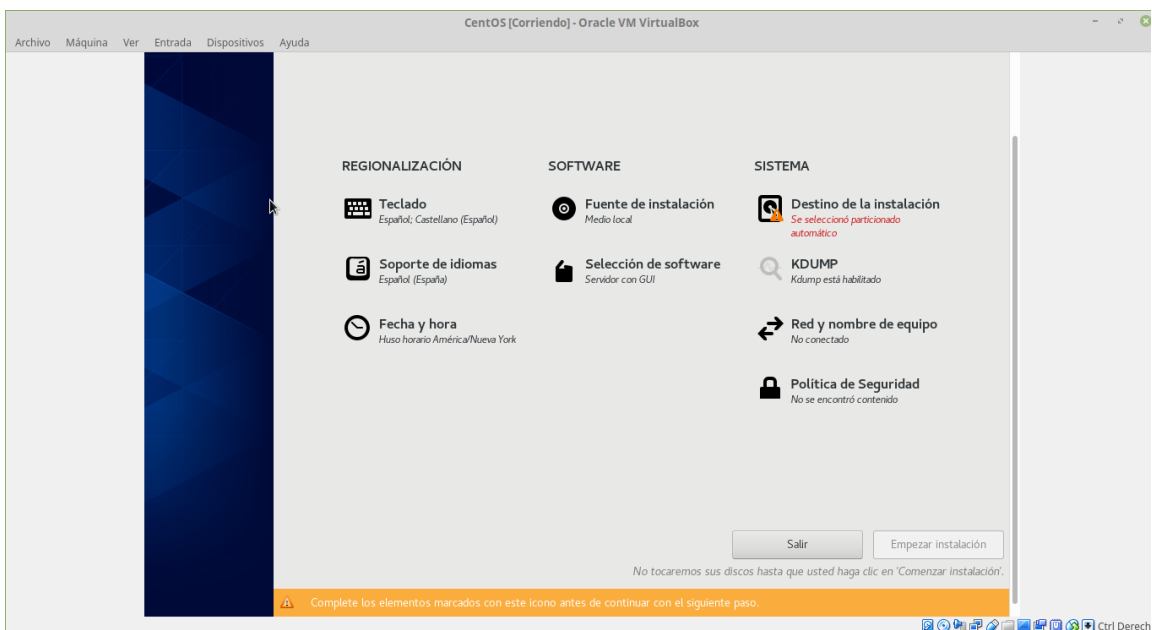 CentOS [Corriendo] - Oracle VM VirtualBox
Archivo Máquina Ver Entrada Dispositivos Ayuda
REGIONALIZACIÓN
Teclado
Español; Castellano (Español)
Soporte de idiomas
Español (España)
Fecha y hora
Huso horario América/Nueva York
SOFTWARE
Fuente de instalación
Medio local
Selección de software
Servidor con GUI
SISTEMA
Destino de la instalación
Se seleccionó particionado
automático
KDUMP
Kdump está habilitado
Red y nombre de equipo
No conectado
Política de Seguridad
No se encontró contenido
Salir
Empezar instalación
No tocaremos sus discos hasta que usted haga clic en 'Comenzar instalación'.
Complete los elementos marcados con este icono antes de continuar con el siguiente paso.
Ctrl Derech